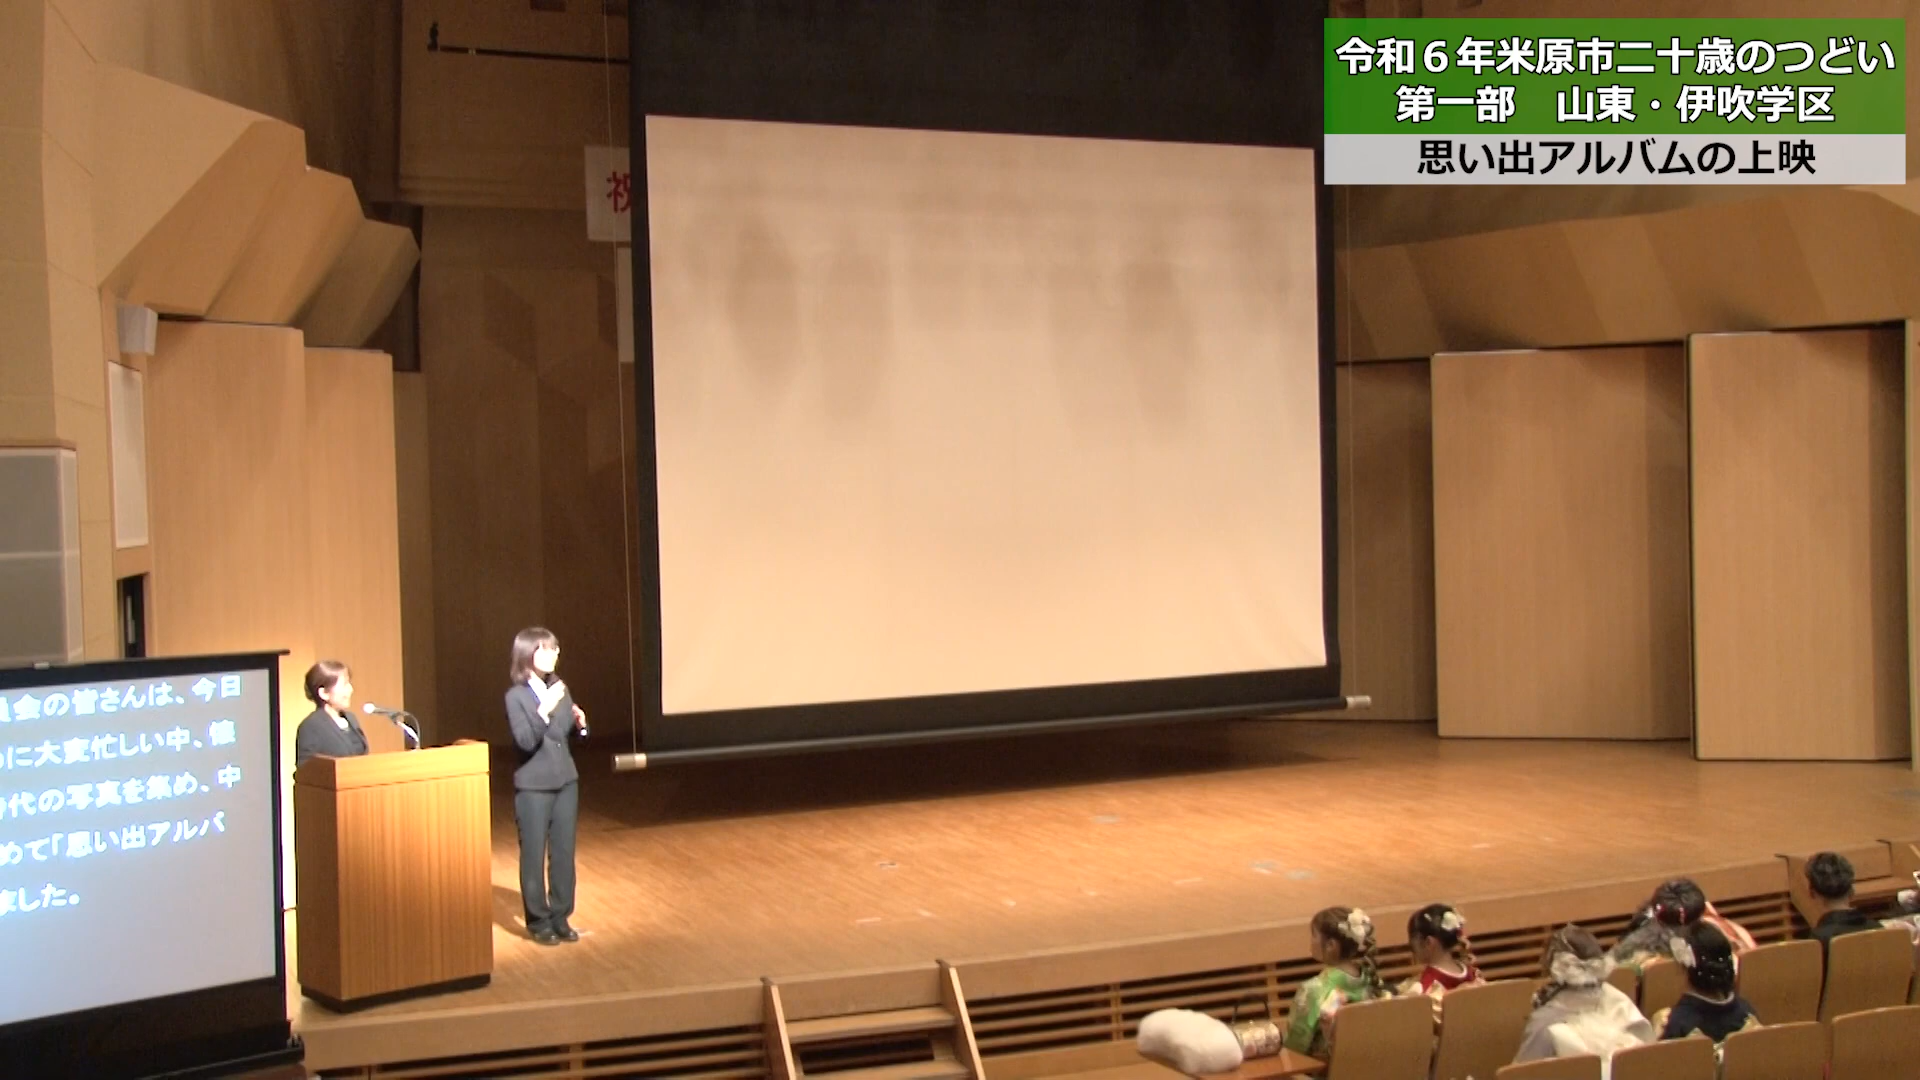 令和６年米原市二十歳のつどい
第一部　山東・伊吹学区
思い出アルバムの上映
祝
会の皆さんは、今日
に大変忙しい中、懐
代の写真を集め、中
めて「思い出アルバ
ました。